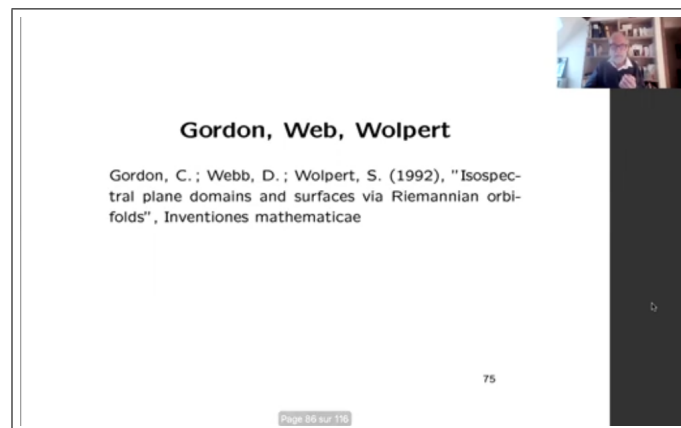 Gordon, Web, Wolpert
Gordon, C.; Webb, D.; Wolpert, S. (1992), "Isospec-
tral plane domains and surfaces via Riemannian orbi-
folds", Inventiones mathematicae
75
Page 86 sur 116